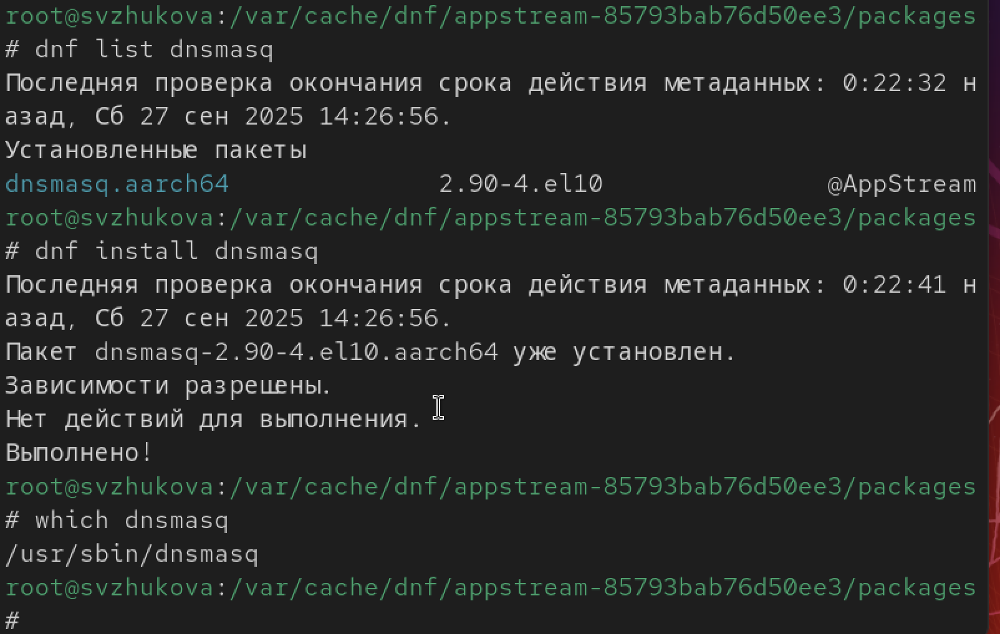 root@svzhukova:/var/cache/dnf/appstream-85793bab76d50ee3/packages
# dnf list dnsmasq
Последняя проверка окончания срока действия метаданных: 0:22:32 н
азад, Сб 27 сен 2025 14:26:56.
Установленные пакеты
dnsmasq.aarch64 2.90-4.el10 @AppStream
root@svzhukova:/var/cache/dnf/appstream-85793bab76d50ee3/packages
# dnf install dnsmasq
Последняя проверка окончания срока действия метаданных: 0:22:41 н
азад, Сб 27 сен 2025 14:26:56.
Пакет dnsmasq-2.90-4.el10.aarch64 уже установлен.
Зависимости разрешены.
Нет действий для выполнения.
Выполнено!
root@svzhukova:/var/cache/dnf/appstream-85793bab76d50ee3/packages
# which dnsmasq
/usr/sbin/dnsmasq
root@svzhukova:/var/cache/dnf/appstream-85793bab76d50ee3/packages
#